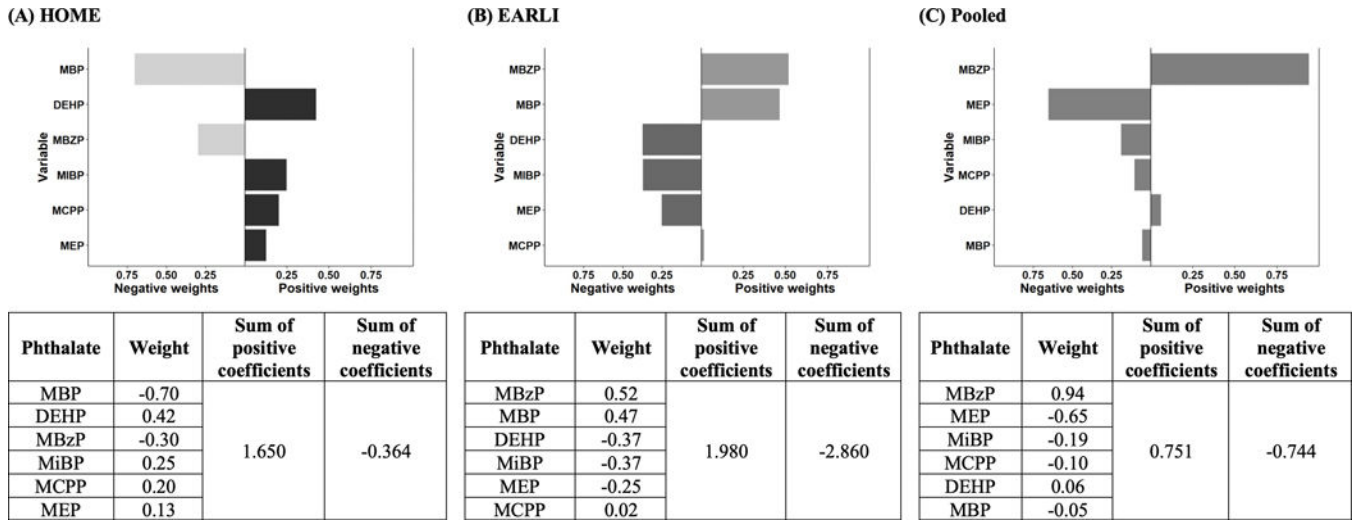 (A) HOME
MBP
DEHP
MBZP
MIBP
MCPP
MEP
Variable
0.75 0.50 0.25 0.25 0.50 0.75
Negative weights Positive weights
Phthalate Weight Sum of positive coefficients Sum of negative coefficients
MBP -0.70
DEHP 0.42
MBzP -0.30
MiBP 0.25
MCPP 0.20
MEP 0.13
1.650 -0.364
(B) EARLI
MBZP
MBP
DEHP
MIBP
MEP
MCPP
Variable
0.75 0.50 0.25 0.25 0.50 0.75
Negative weights Positive weights
Phthalate Weight Sum of positive coefficients Sum of negative coefficients
MBzP 0.52
MBP 0.47
DEHP -0.37
MiBP -0.37
MEP -0.25
MCPP 0.02
1.980 -2.860
(C) Pooled
MBZP
MEP
MIBP
MCPP
DEHP
MBP
Variable
0.75 0.50 0.25 0.25 0.50 0.75
Negative weights Positive weights
Phthalate Weight Sum of positive coefficients Sum of negative coefficients
MBzP 0.94
MEP -0.65
MiBP -0.19
MCPP -0.10
DEHP 0.06
MBP -0.05
0.751 -0.744